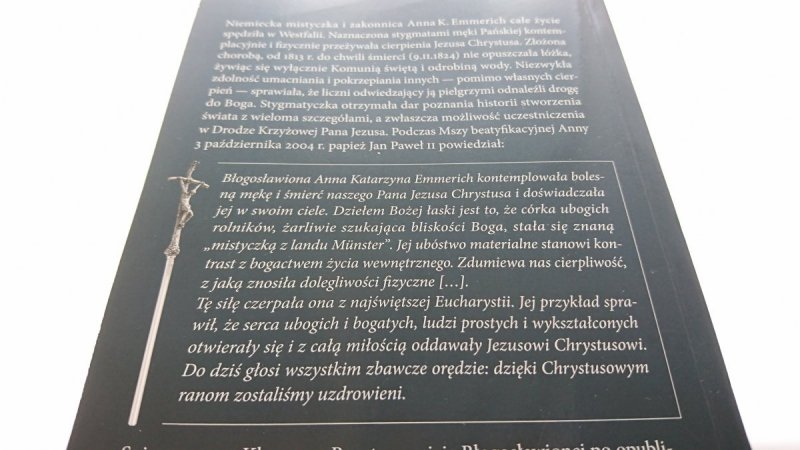 Niemiecka mistyczka i zakonnica Anna K. Emmerich całe życie
spędziła w Westfalii. Naznaczona stygmatami męki Pańskiej kontem-
placyjnie i fizycznie przeżywała cierpienia Jezusa Chrystusa. Złożona
chorobą, od 1813 r. do chwili śmierci (9.II.1824) nie opuszczała łóżka,
żywiąc się wyłącznie Komunią świętą i odrobiną wody. Niezwykła
zdolność umacniania i pokrzepiania innych — pomimo własnych cier-
pień — sprawiała, że liczni odwiedzający ją pielgrzymi odnaleźli drogę
do Boga. Stygmatyczka otrzymała dar poznania historii stworzenia
świata z wieloma szczegółami, a zwłaszcza możliwość uczestniczenia
w Drodze Krzyżowej Pana Jezusa. Podczas Mszy beatyfikacyjnej Anny
3 października 2004 r. papież Jan Paweł II powiedział:
Błogosławiona Anna Katarzyna Emmerich kontemplowała boles-
ną mękę i śmierć naszego Pana Jezusa Chrystusa i doświadczała
jej w swoim ciele. Dziełem Bożej łaski jest to, że córka ubogich
rolników, żarliwie szukająca bliskości Boga, stała się znaną
„mistyczką z landu Münster”. Jej ubóstwo materialne stanowi kon-
trast z bogactwem życia wewnętrznego. Zdumiewa nas cierpliwość,
z jaką znosiła dolegliwości fizyczne [...].
Tę siłę czerpała ona z najświętszej Eucharystii. Jej przykład spra-
wił, że serca ubogich i bogatych, ludzi prostych i wykształconych
otwierały się i z całą miłością oddawały Jezusowi Chrystusowi.
Do dziś głosi wszystkim zbawcze orędzie: dzięki Chrystusowym
ranom zostaliśmy uzdrowieni.
Błogosławionej po opubli-